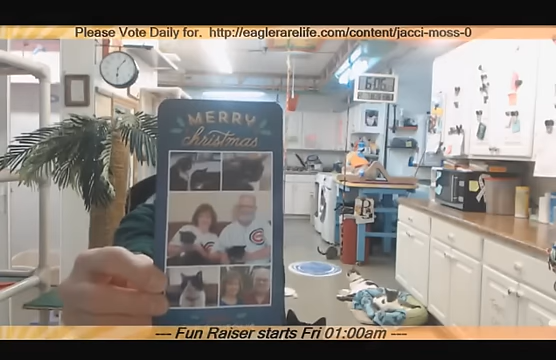 Please Vote Daily for. http://eaglerarelife.com/content/jacci-moss-0
MERRY
christmas
--- Fun Raiser starts Fri 01:00am ---